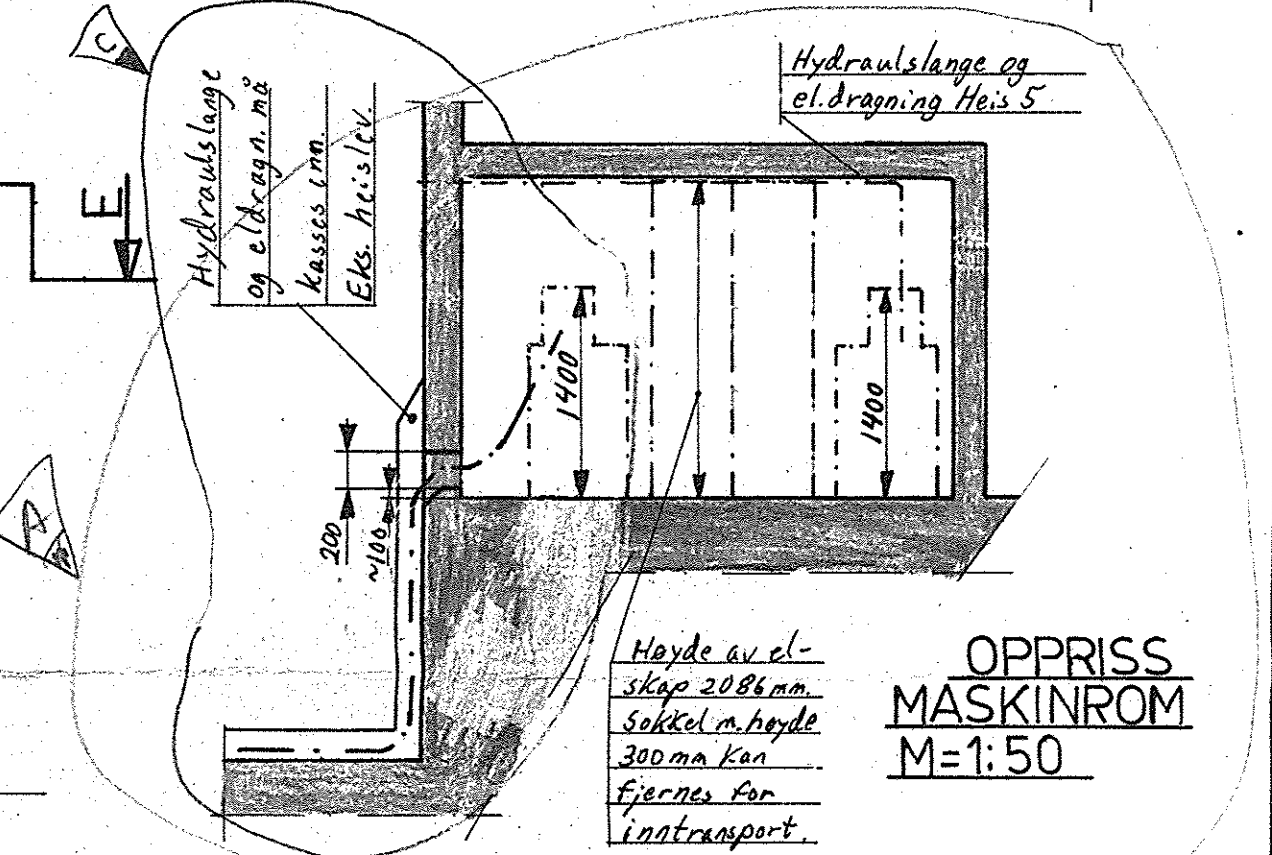 C
Hydraulslange
og eldragn. må
kasses inn.
Eks. heislev.
Hydraulslange og
el.dragning Heis 5
E
1400
1400
200
~100
A
Høyde av el-
skap 2086 mm.
Sokkel m. høyde
300 mm kan
fjernes for
inntransport.
OPPRISS
MASKINROM
M=1:50